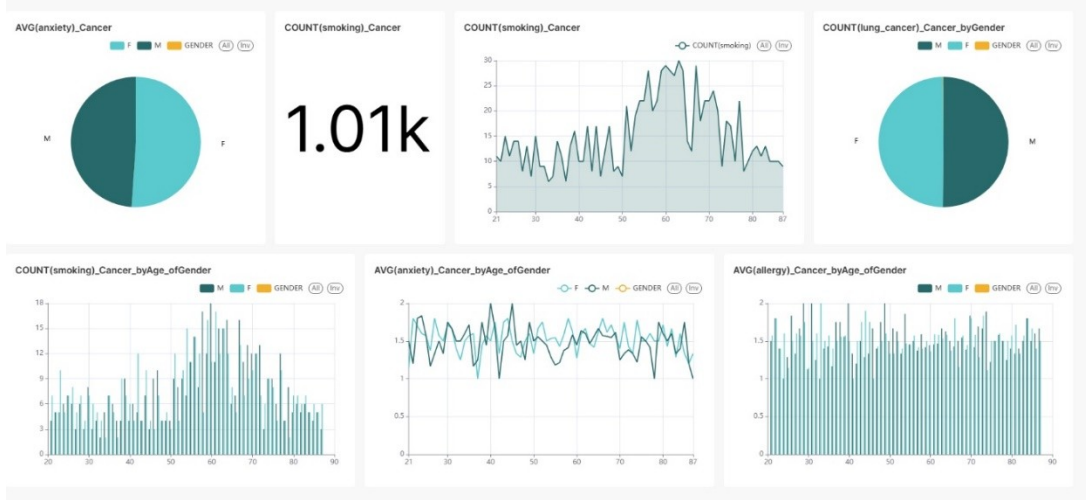 AVG(anxiety)_Cancer
F M GENDER All Inv
M
F
COUNT(smoking)_Cancer
1.01k
COUNT(smoking)_Cancer
COUNT(smoking) All Inv
30
25
20
15
10
5
0
21 30 40 50 60 70 80 87
COUNT(lung_cancer)_Cancer_byGender
M F GENDER All Inv
F
M
COUNT(smoking)_Cancer_byAge_ofGender
M F GENDER All Inv
18
15
12
9
6
3
0
20 30 40 50 60 70 80 90
AVG(anxiety)_Cancer_byAge_ofGender
F M GENDER All Inv
2
1.5
1
0.5
0
21 30 40 50 60 70 80 87
AVG(allergy)_Cancer_byAge_ofGender
M F GENDER All Inv
2
1.5
1
0.5
0
20 30 40 50 60 70 80 90